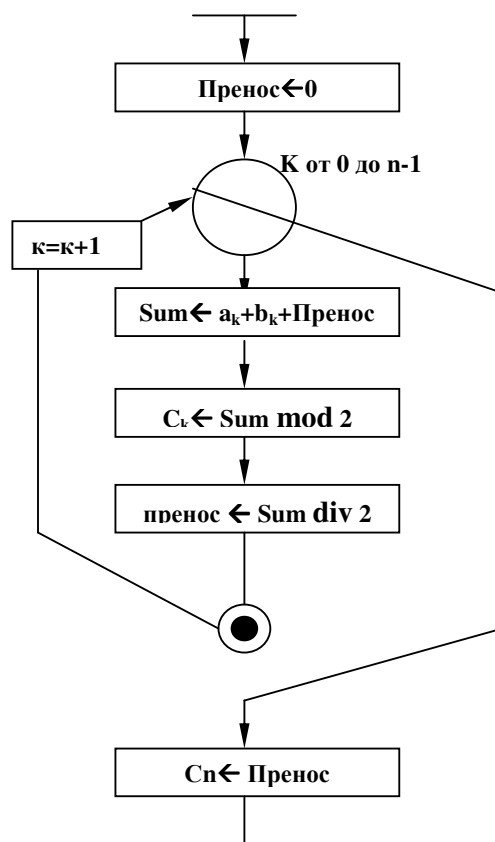 Пренос←0
К от 0 до n-1
к=к+1
Sum← aₖ+bₖ+Пренос
Cₖ← Sum mod 2
пренос ← Sum div 2
Cn← Пренос